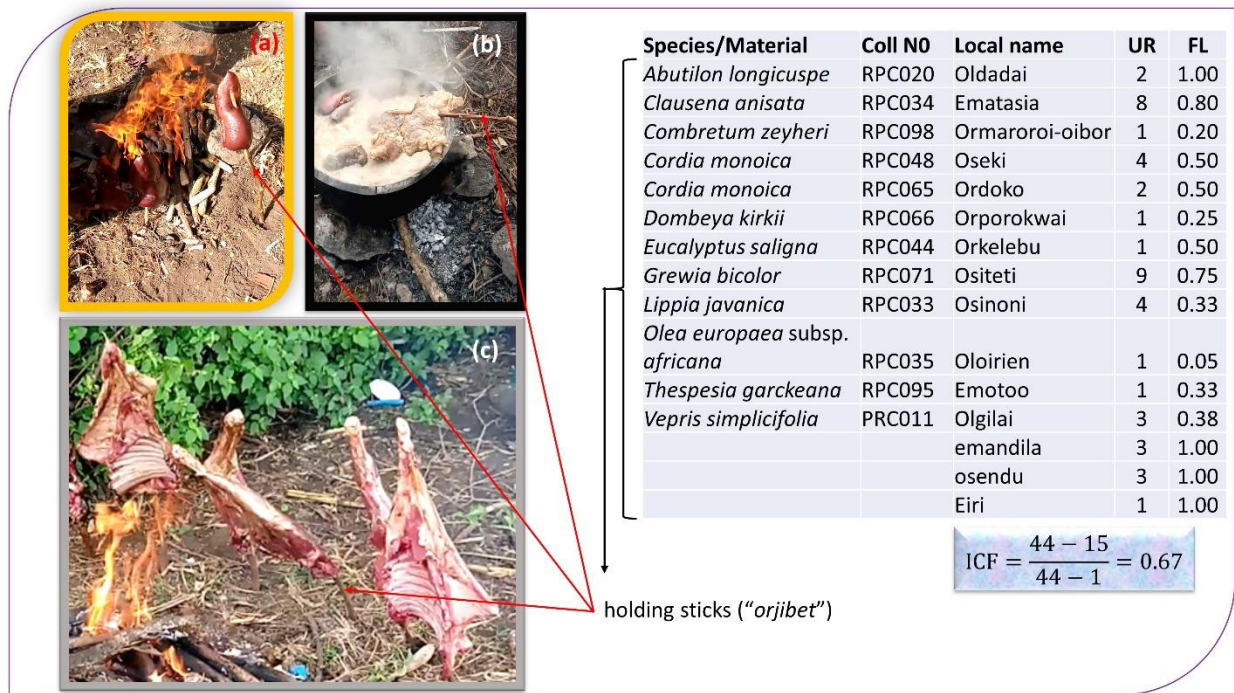 (a)
(b)
(c)
Species/Material Coll N0 Local name UR FL
Abutilon longicuspe RPC020 Oldadai 2 1.00
Clausena anisata RPC034 Ematasia 8 0.80
Combretum zeyheri RPC098 Ormaroroi-oibor 1 0.20
Cordia monoica RPC048 Oseki 4 0.50
Cordia monoica RPC065 Ordoko 2 0.50
Dombeya kirkii RPC066 Orporokwai 1 0.25
Eucalyptus saligna RPC044 Orkelebu 1 0.50
Grewia bicolor RPC071 Ositeti 9 0.75
Lippia javanica RPC033 Osinoni 4 0.33
Olea europaea subsp.
africana RPC035 Oloirien 1 0.05
Thespesia garckeana RPC095 Emotoo 1 0.33
Vepris simplicifolia PRC011 Olgilai 3 0.38
emandila 3 1.00
osendu 3 1.00
Eiri 1 1.00
ICF = \frac{44 − 15}{44 − 1} = 0.67
holding sticks (“orjibet”)